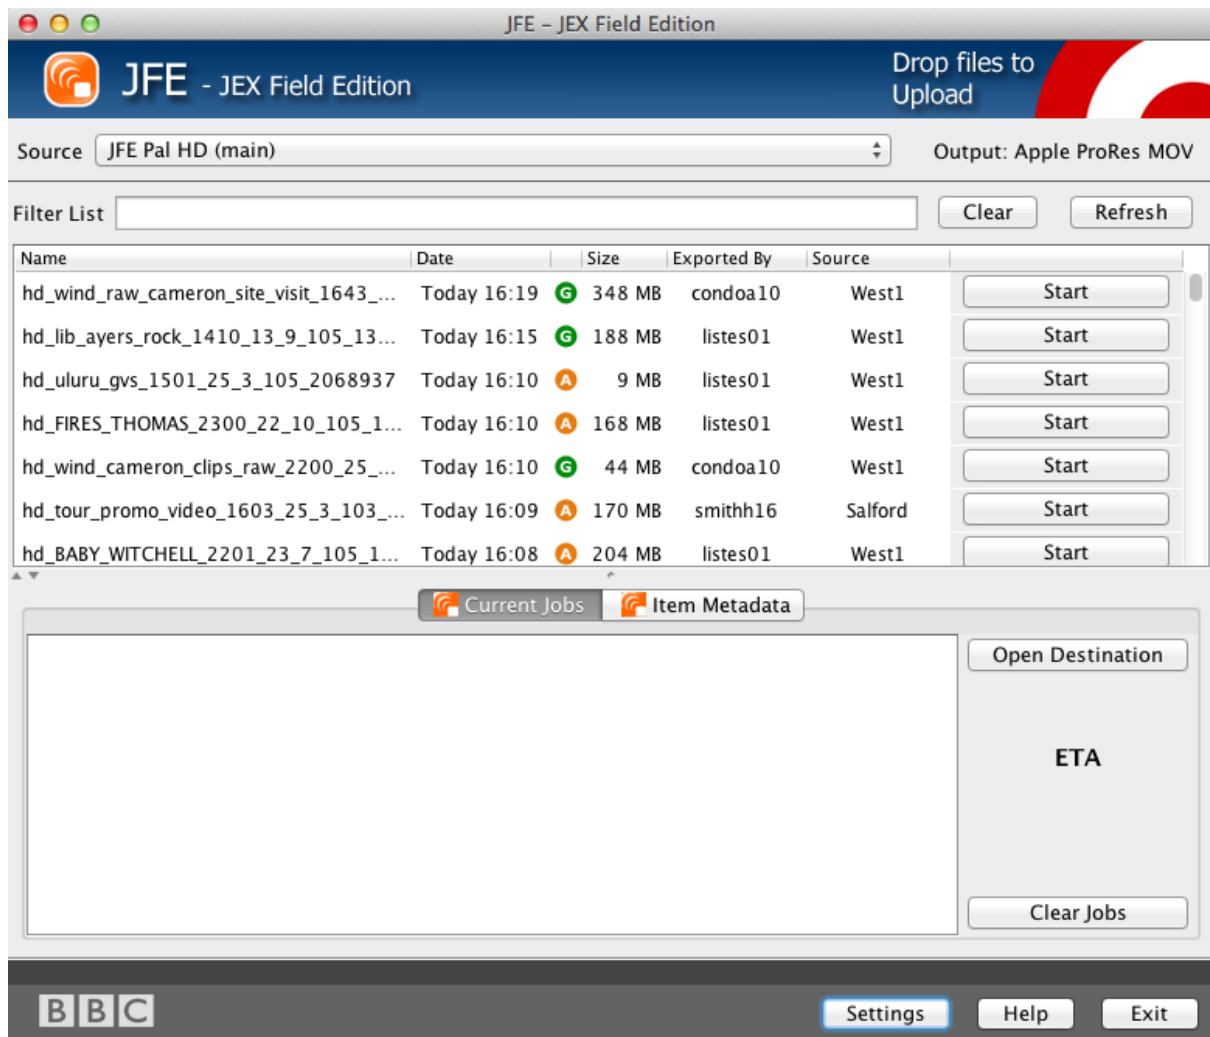 JFE – JEX Field Edition
JFE - JEX Field Edition
Drop files to
Upload
Source JFE Pal HD (main) Output: Apple ProRes MOV
Filter List Clear Refresh
Name Date Size Exported By Source
hd_wind_raw_cameron_site_visit_1643_... Today 16:19 G 348 MB condoa10 West1 Start
hd_lib_ayers_rock_1410_13_9_105_13... Today 16:15 G 188 MB listes01 West1 Start
hd_uluru_gvs_1501_25_3_105_2068937 Today 16:10 A 9 MB listes01 West1 Start
hd_FIRES_THOMAS_2300_22_10_105_1... Today 16:10 A 168 MB listes01 West1 Start
hd_wind_cameron_clips_raw_2200_25_... Today 16:10 G 44 MB condoa10 West1 Start
hd_tour_promo_video_1603_25_3_103_... Today 16:09 A 170 MB smithh16 Salford Start
hd_BABY_WITCHELL_2201_23_7_105_1... Today 16:08 A 204 MB listes01 West1 Start
Current Jobs Item Metadata
Open Destination
ETA
Clear Jobs
BBC Settings Help Exit